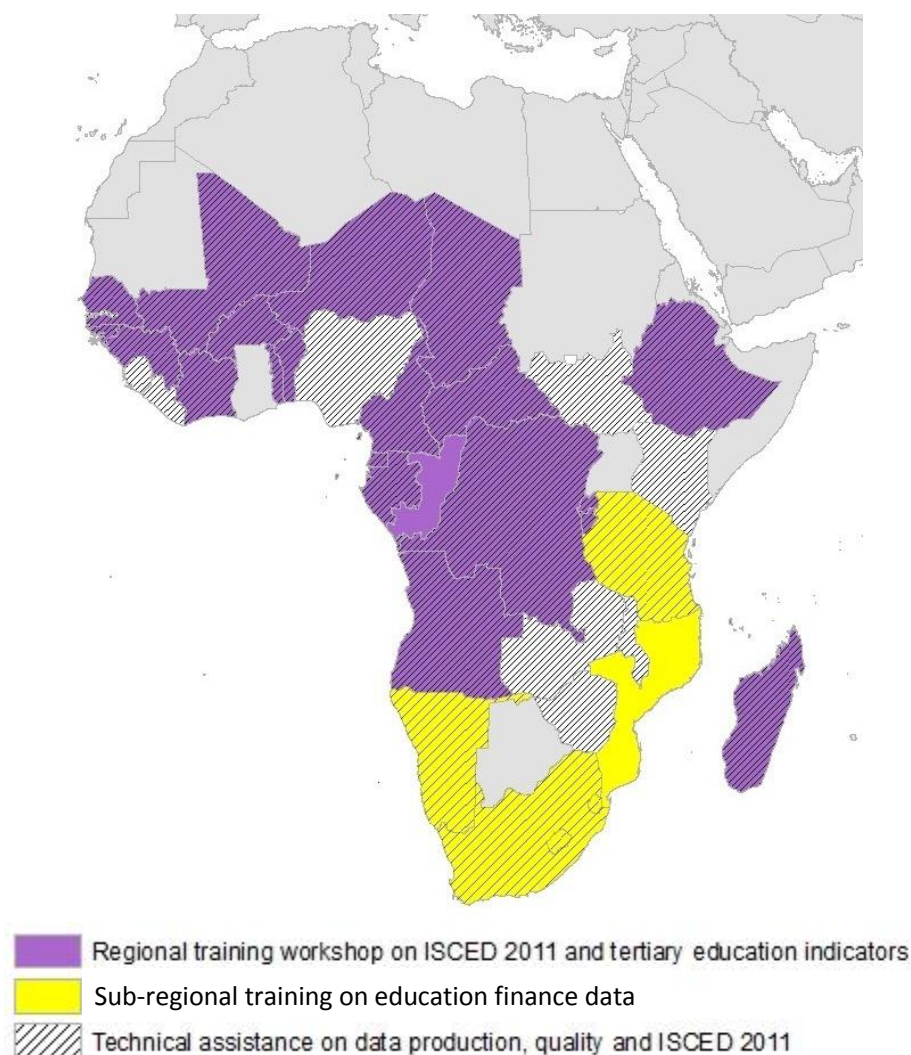 Regional training workshop on ISCED 2011 and tertiary education indicators
Sub-regional training on education finance data
Technical assistance on data production, quality and ISCED 2011